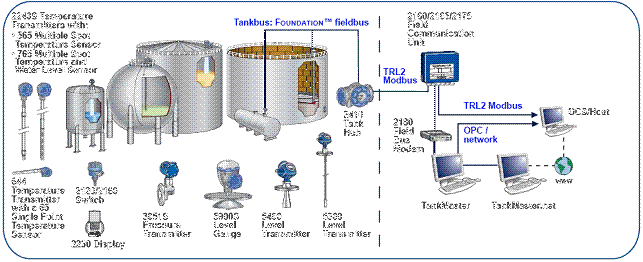 2240S Temperature
Transmitters with:
• 565 Multiple Spot
Temperature Sensor
• 765 Multiple Spot
Temperature and
Water Level Sensor
Tankbus: FOUNDATION™ fieldbus
2160/2165/2175
Field
Communication
Unit
TRL2
Modbus
2410
Tank
Hub
TRL2 Modbus
2180
Field
Bus
Modem
OPC /
network
DCS/Host
www
TankMaster
TankMaster.net
644
Temperature
Transmitter
with a 65
Single Point
Temperature
Sensor
Switch
2230 Display
3051S
Pressure
Transmitter
5900S
Level
Gauge
5400
Level
Transmitter
5300
Level
Transmitter